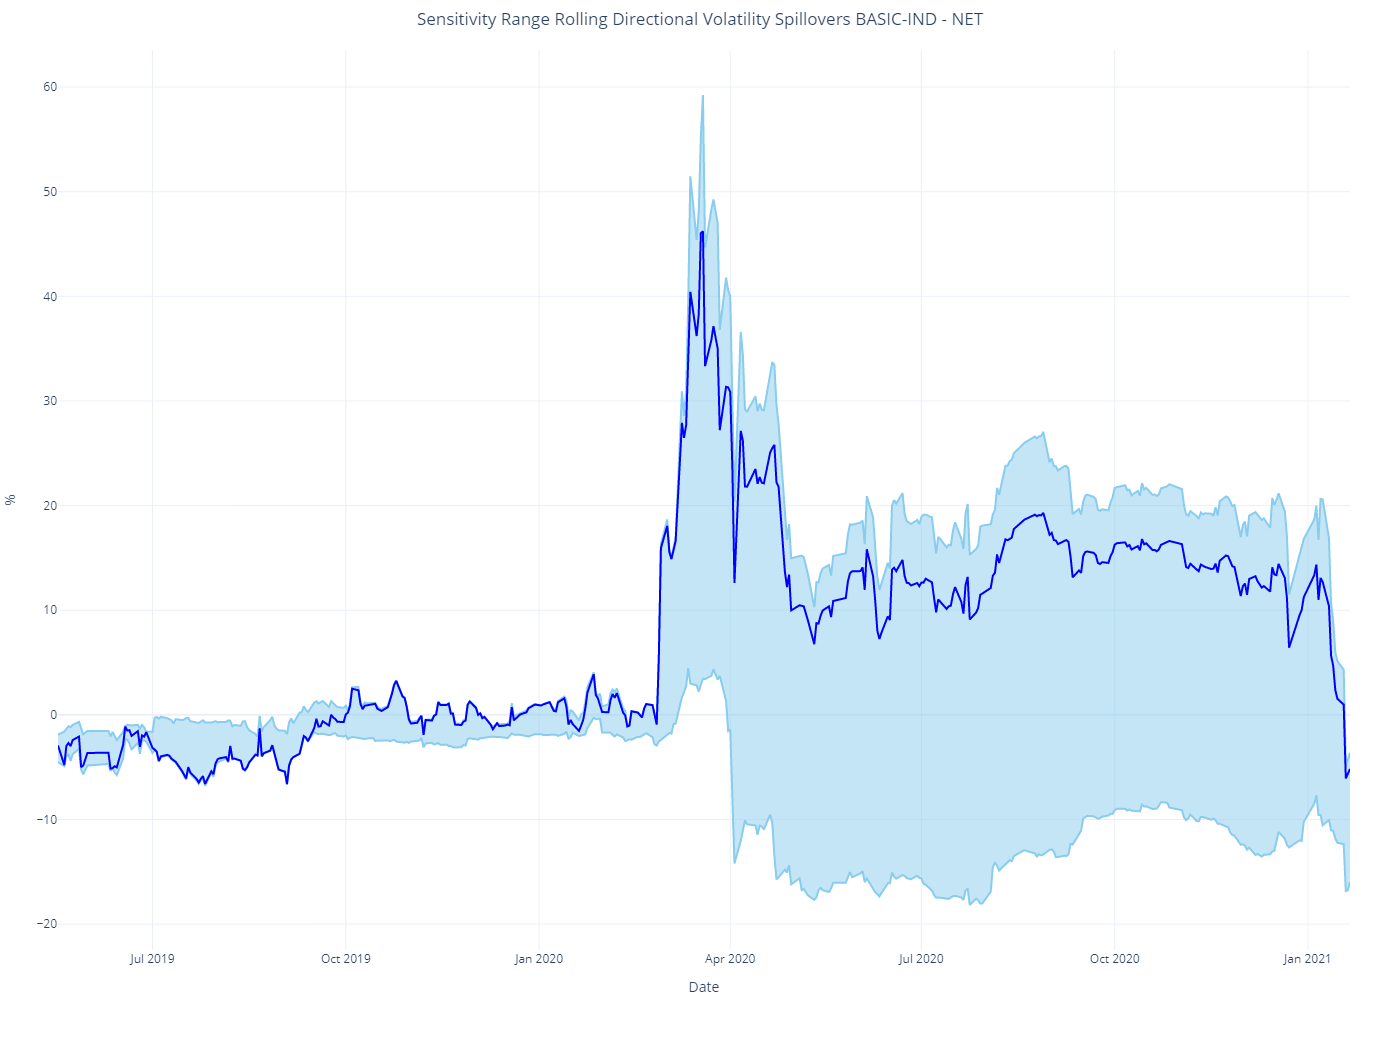 Sensitivity Range Rolling Directional Volatility Spillovers BASIC-IND - NET
60
50
40
30
20
10
0
−10
−20
%
Jul 2019
Oct 2019
Jan 2020
Apr 2020
Jul 2020
Oct 2020
Jan 2021
Date